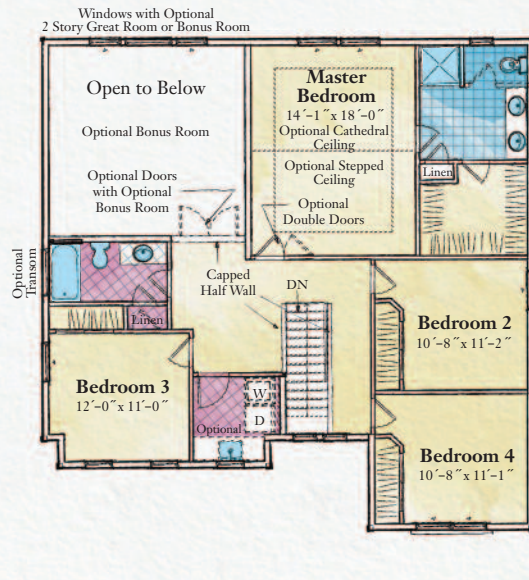 Windows with Optional
2 Story Great Room or Bonus Room
Open to Below
Optional Bonus Room
Optional Doors
with Optional
Bonus Room
Master
Bedroom
14´-1˝ x 18´-0˝
Optional Cathedral
Ceiling
Optional Stepped
Ceiling
Optional
Double Doors
Linen
Optional
Transom
Capped
Half Wall
DN
Linen
Bedroom 2
10´-8˝ x 11´-2˝
Bedroom 3
12´-0˝ x 11´-0˝
W
D
Optional
Bedroom 4
10´-8˝ x 11´-1˝